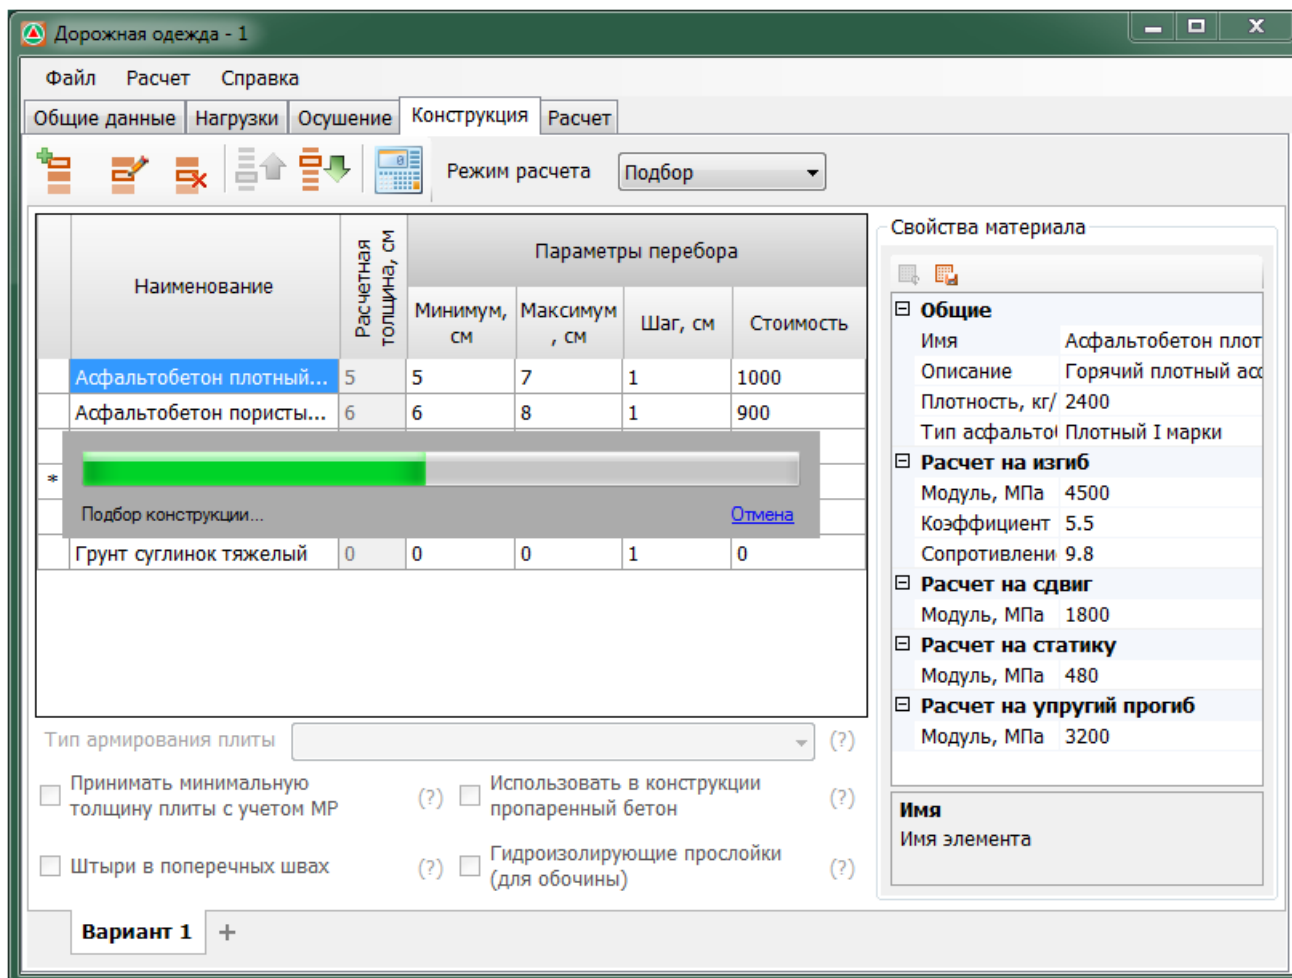 Дорожная одежда - 1
Файл Расчет Справка
Общие данные Нагрузки Осушение Конструкция Расчет
Режим расчета Подбор
Наименование
Расчетная
толщина, см
Параметры перебора
Минимум,
см
Максимум
, см
Шаг, см
Стоимость
Асфальтобетон плотный... 5 5 7 1 1000
Асфальтобетон пористы... 6 6 8 1 900
*
Подбор конструкции... Отмена
Грунт суглинок тяжелый 0 0 0 1 0
Тип армирования плиты (?)
Принимать минимальную
толщину плиты с учетом МР (?)
Использовать в конструкции
пропаренный бетон (?)
Штыри в поперечных швах (?)
Гидроизолирующие прослойки
(для обочины) (?)
Вариант 1 +
Свойства материала
Общие
Имя Асфальтобетон плот
Описание Горячий плотный
Плотность, кг/ 2400
Тип Плотный I марки
Расчет на изгиб
Модуль, МПа 4500
Коэффициент 5.5
Сопротивлени 9.8
Расчет на сдвиг
Модуль, МПа 1800
Расчет на статику
Модуль, МПа 480
Расчет на упругий прогиб
Модуль, МПа 3200
Имя
Имя элемента